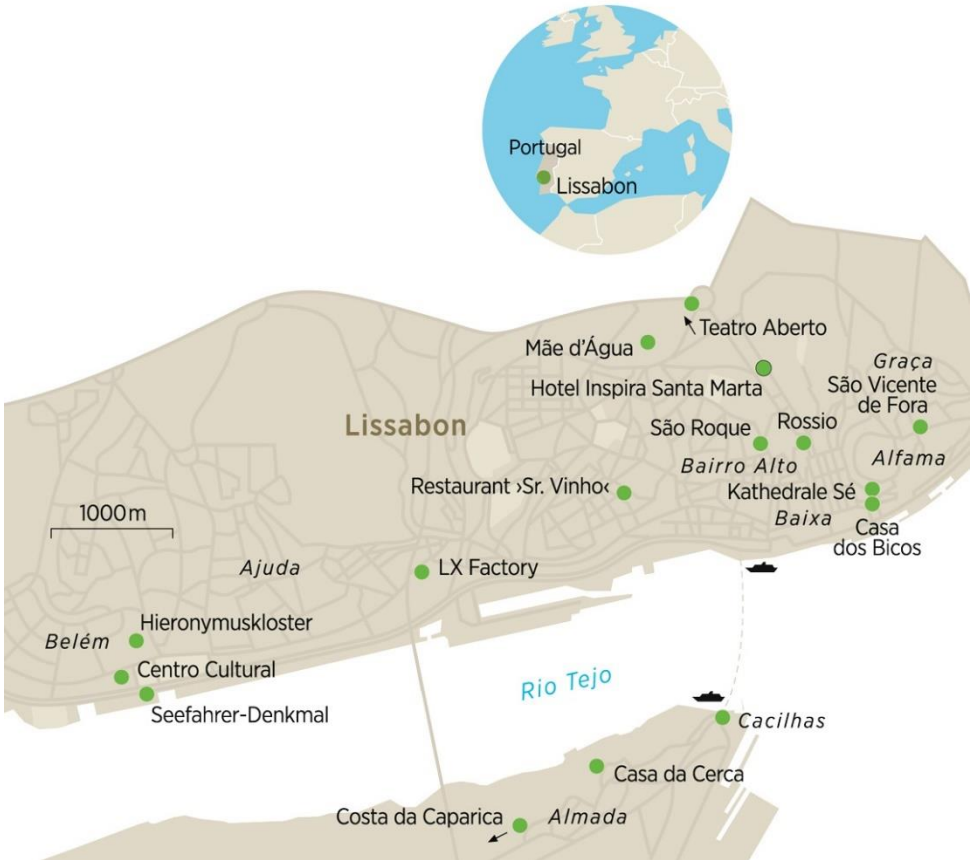 Portugal
Lissabon
Teatro Aberto
Mãe d'Água
Graça
Hotel Inspira Santa Marta
São Vicente
de Fora
Lissabon
São Roque
Rossio
Bairro Alto
Alfama
Restaurant ›Sr. Vinho‹
Kathedrale Sé
1000 m
Baixa
Casa
dos Bicos
Ajuda
LX Factory
Hieronymuskloster
Belém
Centro Cultural
Rio Tejo
Seefahrer-Denkmal
Cacilhas
Casa da Cerca
Costa da Caparica
Almada